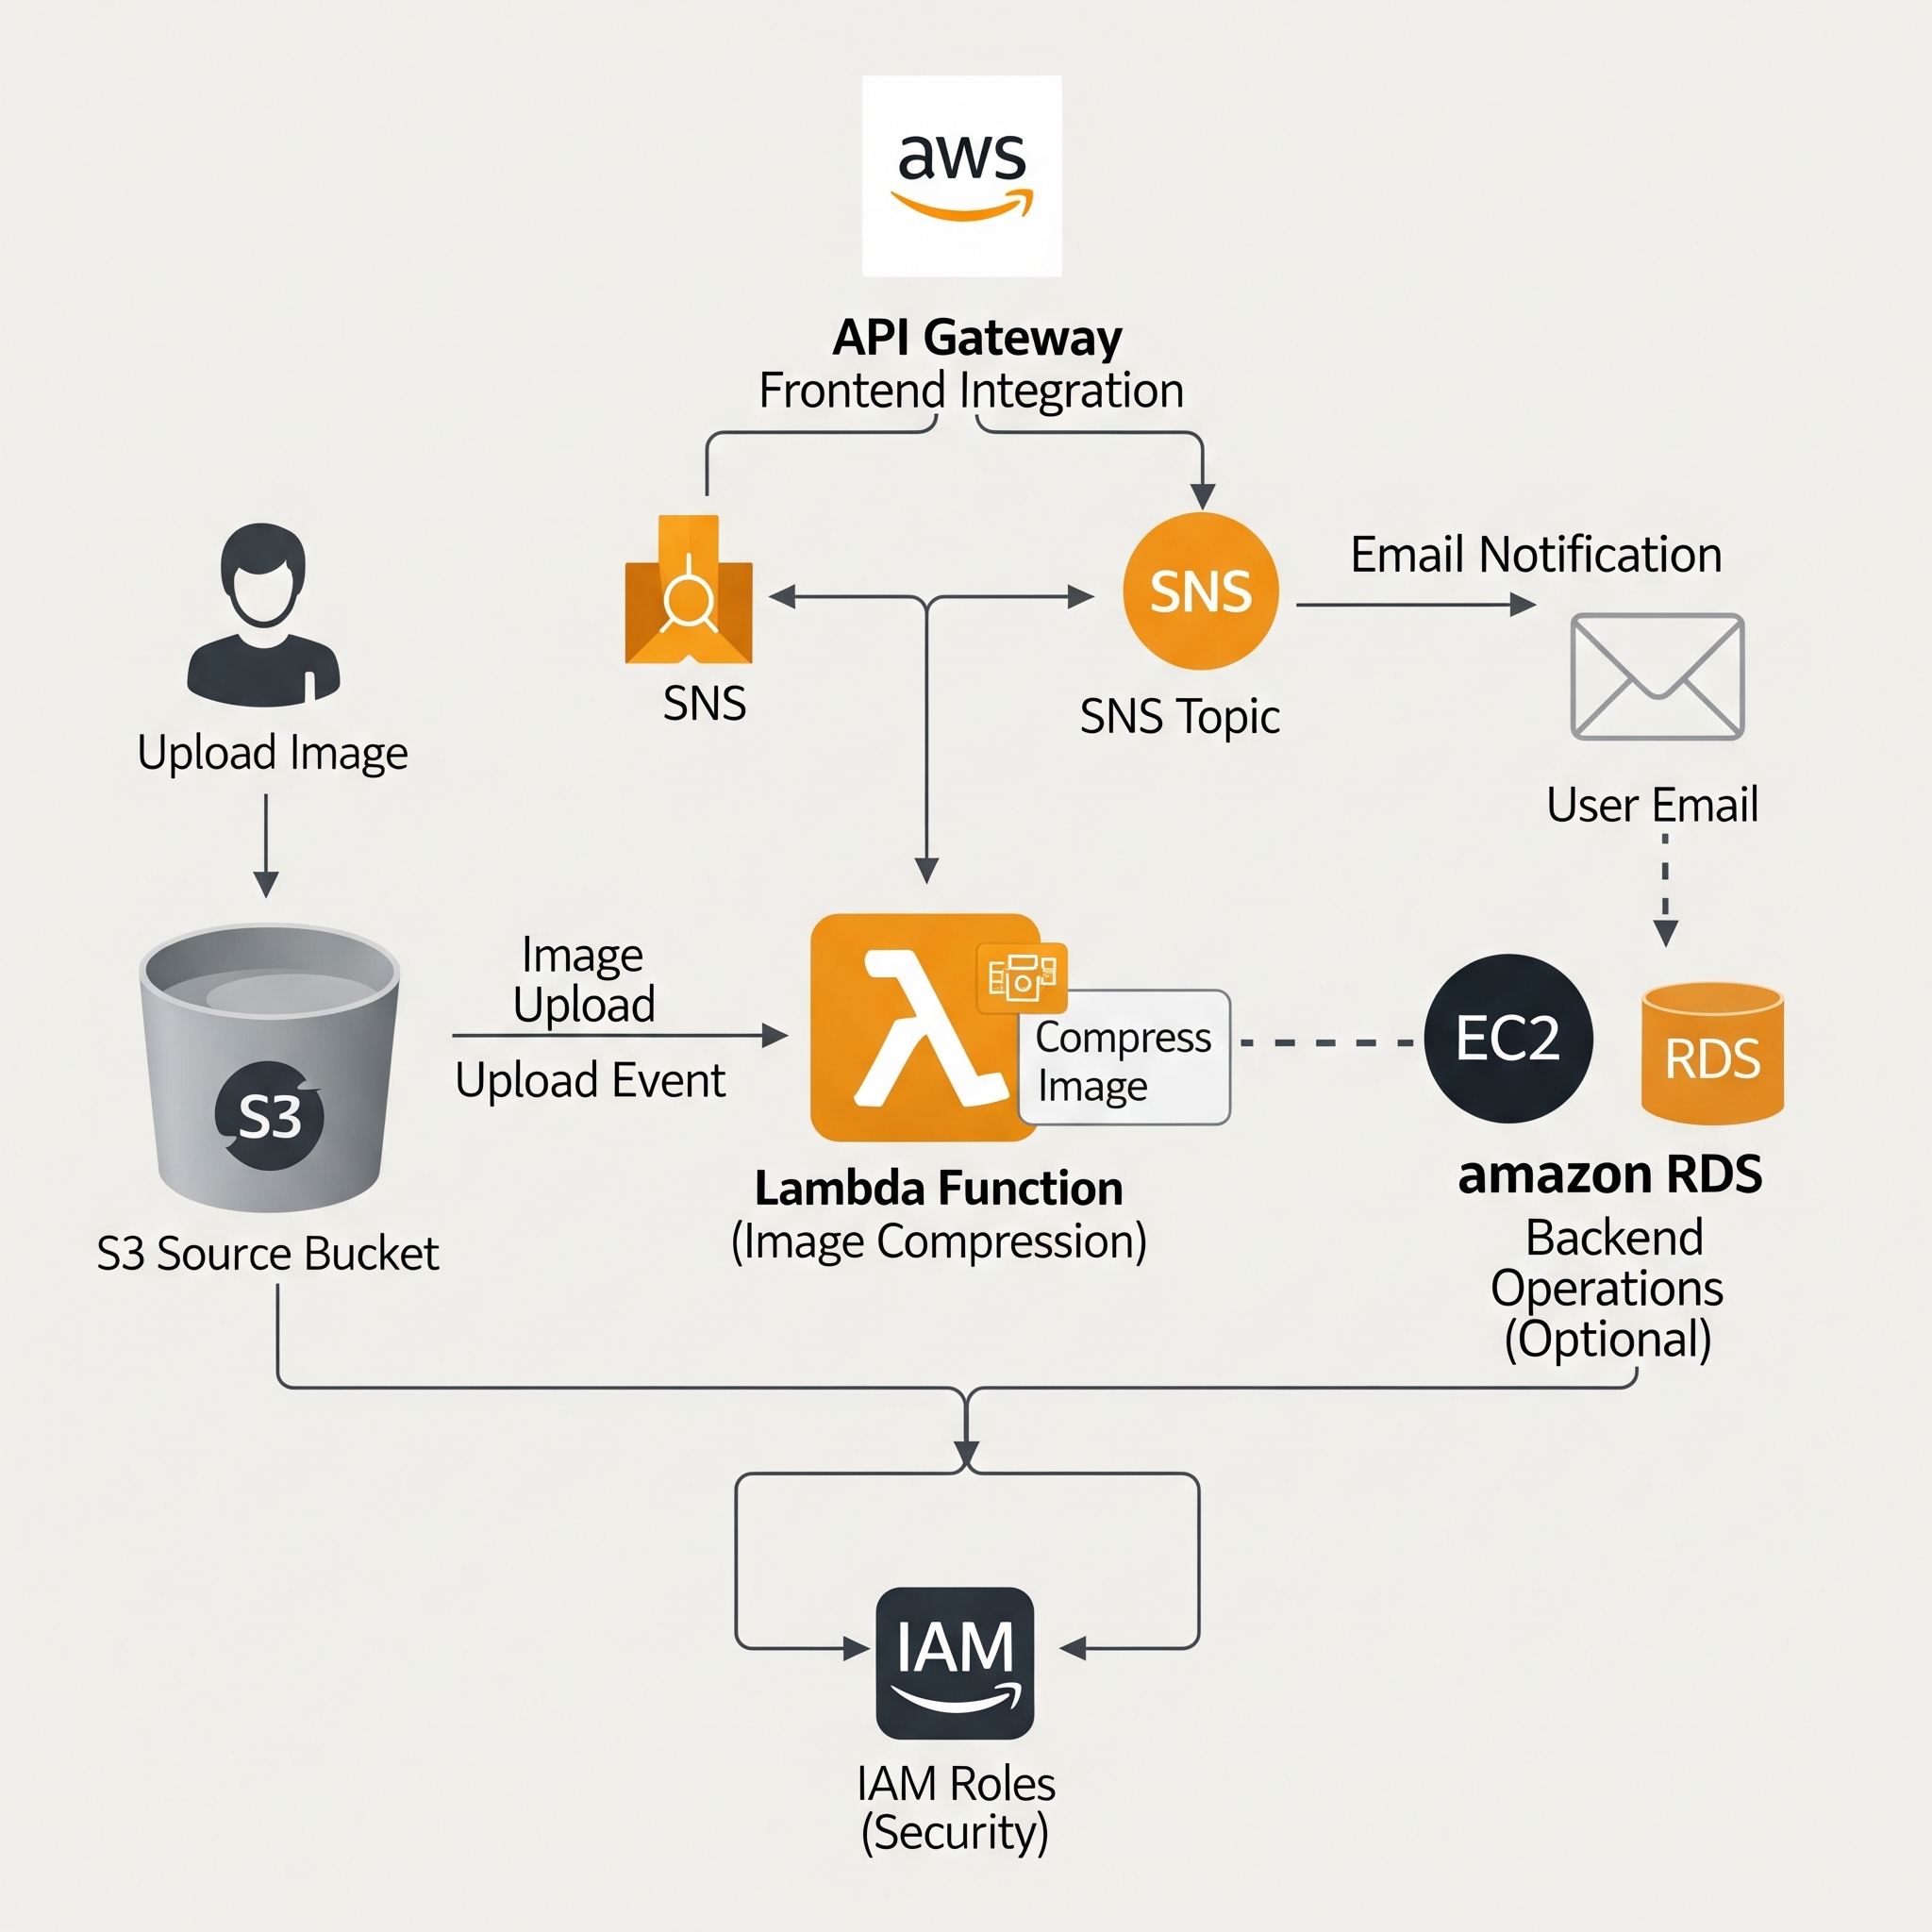 aws
API Gateway
Frontend Integration
SNS
Email Notification
SNS
SNS Topic
Upload Image
User Email
Image
Upload
Upload Event
Compress
Image
EC2
RDS
S3
Lambda Function
(Image Compression)
amazon RDS
Backend
Operations
(Optional)
S3 Source Bucket
IAM
IAM Roles
(Security)